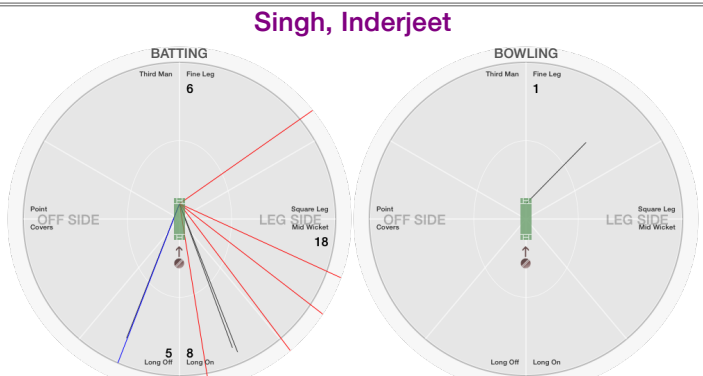 Singh, Inderjeet
BATTING
Third Man Fine Leg
6
Point
OFF SIDE
Covers
Square Leg
LEG SIDE
Mid Wicket
18
5 8
Long Off Long On
BOWLING
Third Man Fine Leg
1
Point
OFF SIDE
Covers
Square Leg
LEG SIDE
Mid Wicket
Long Off Long On